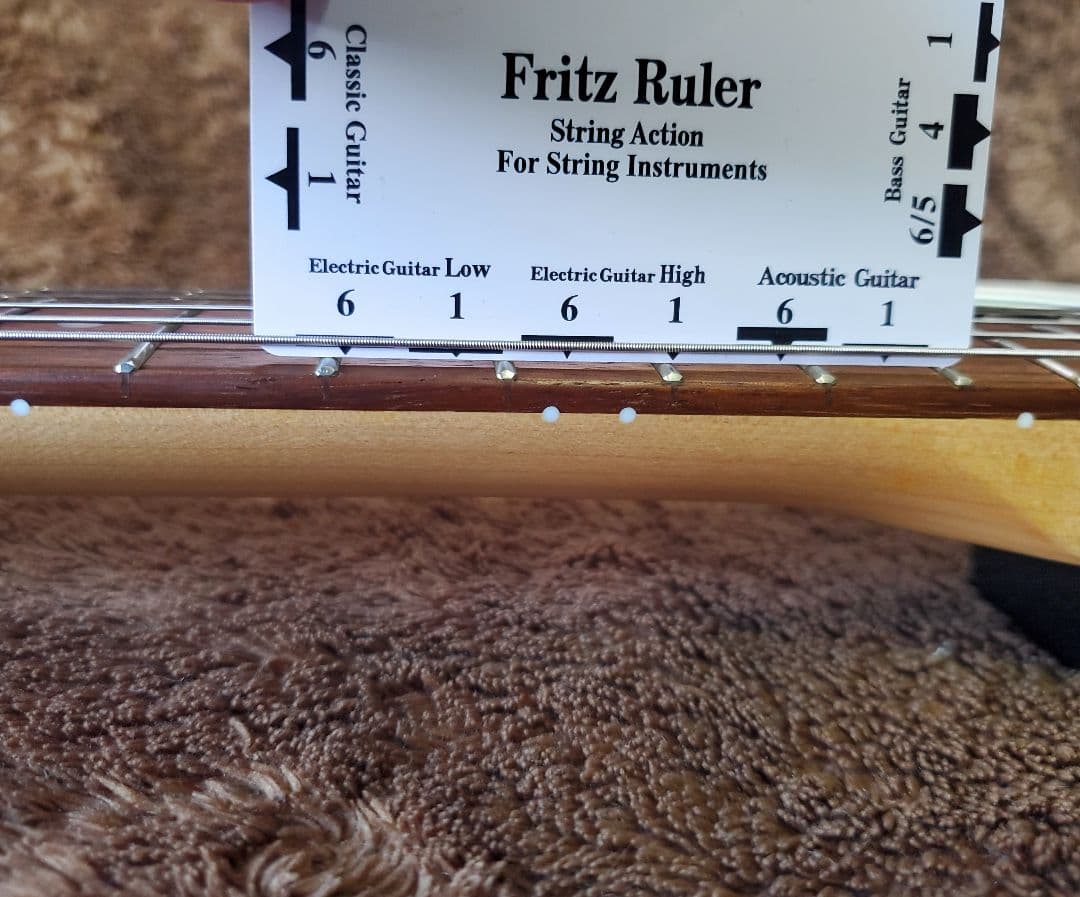 Fritz Ruler
String Action
For String Instruments
Classic Guitar
6
1
Bass Guitar
1
4
6/5
Electric Guitar Low
6 1
Electric Guitar High
6 1
Acoustic Guitar
6 1